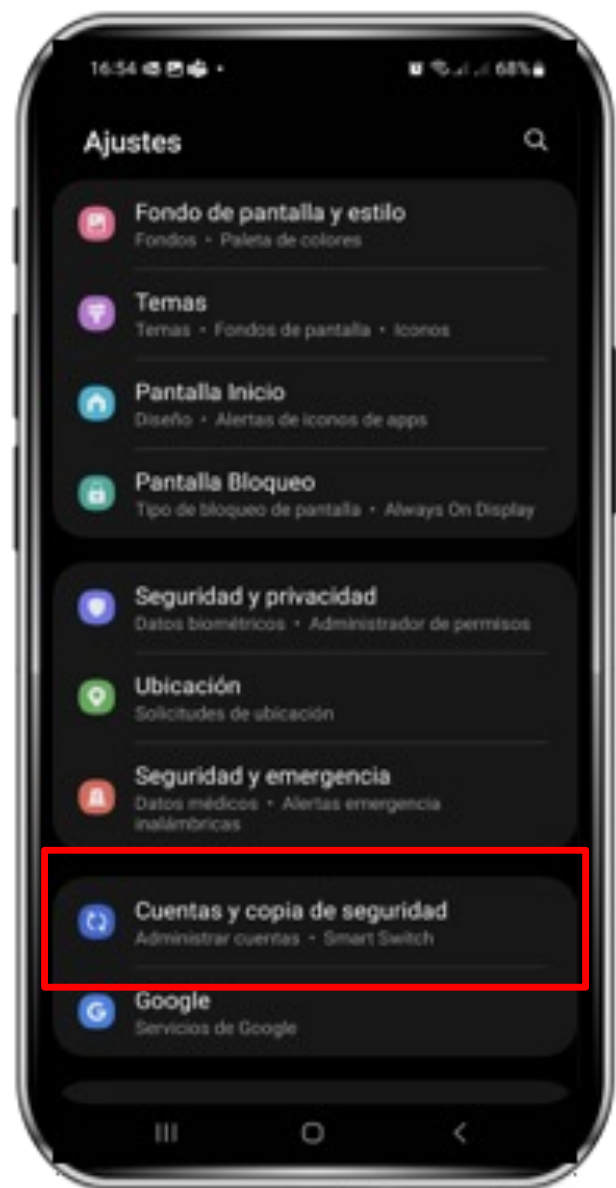 16:54
68%
Ajustes
Fondo de pantalla y estilo
Fondos • Paleta de colores
Temas
Temas • Fondos de pantalla • Iconos
Pantalla Inicio
Diseño • Alertas de iconos de apps
Pantalla Bloqueo
Tipo de bloqueo de pantalla • Always On Display
Seguridad y privacidad
Datos biométricos • Administrador de permisos
Ubicación
Solicitudes de ubicación
Seguridad y emergencia
Datos médicos • Alertas emergencia
inalámbricas
Cuentas y copia de seguridad
Administrar cuentas • Smart Switch
Google
Servicios de Google